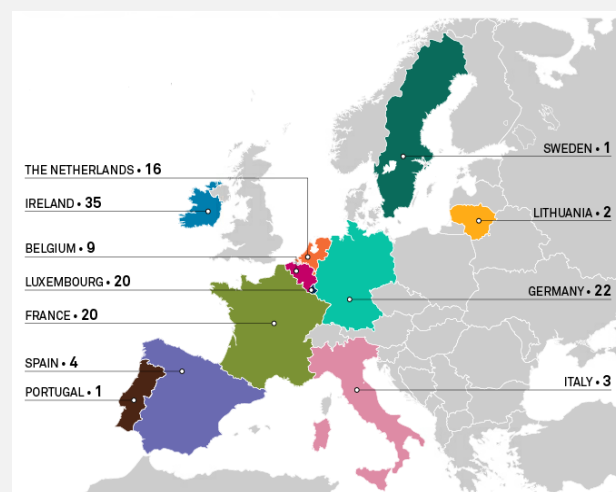 THE NETHERLANDS • 16
IRELAND • 35
BELGIUM • 9
LUXEMBOURG • 20
FRANCE • 20
SPAIN • 4
PORTUGAL • 1
SWEDEN • 1
LITHUANIA • 2
GERMANY • 22
ITALY • 3